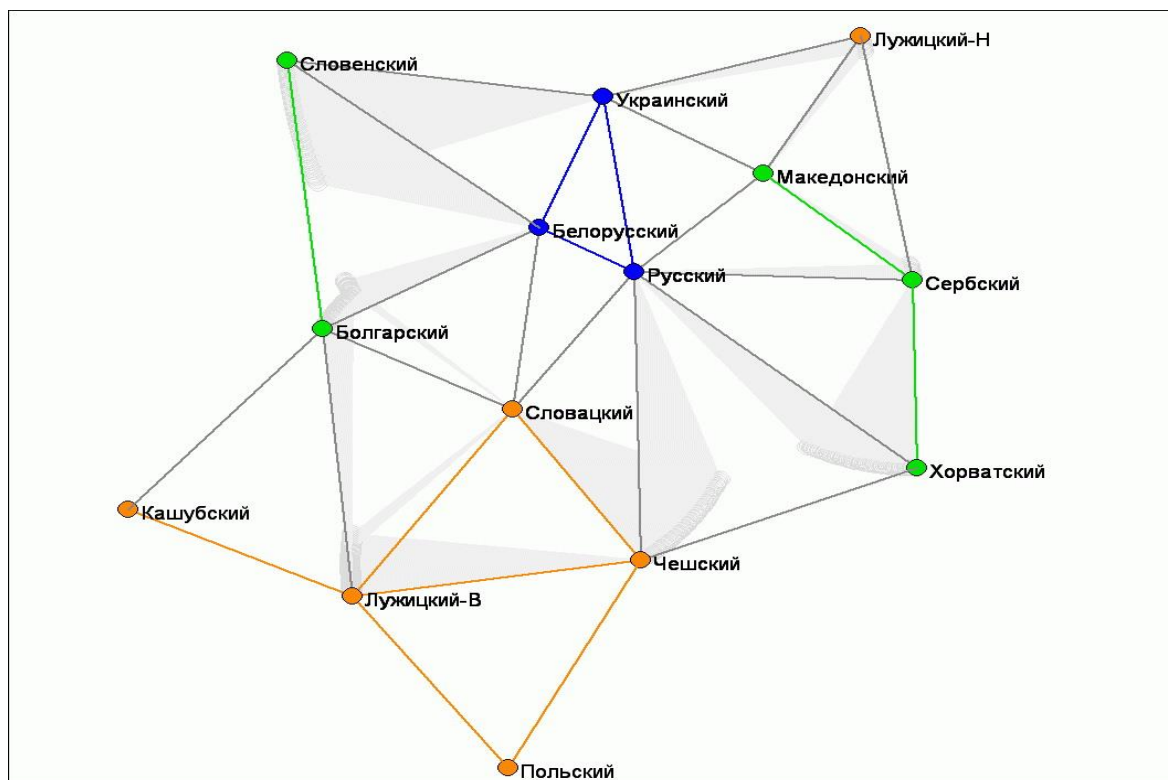 Лужицкий-Н
Словенский
Украинский
Македонский
Белорусский
Русский
Сербский
Болгарский
Словацкий
Хорватский
Кашубский
Чешский
Лужицкий-В
Польский